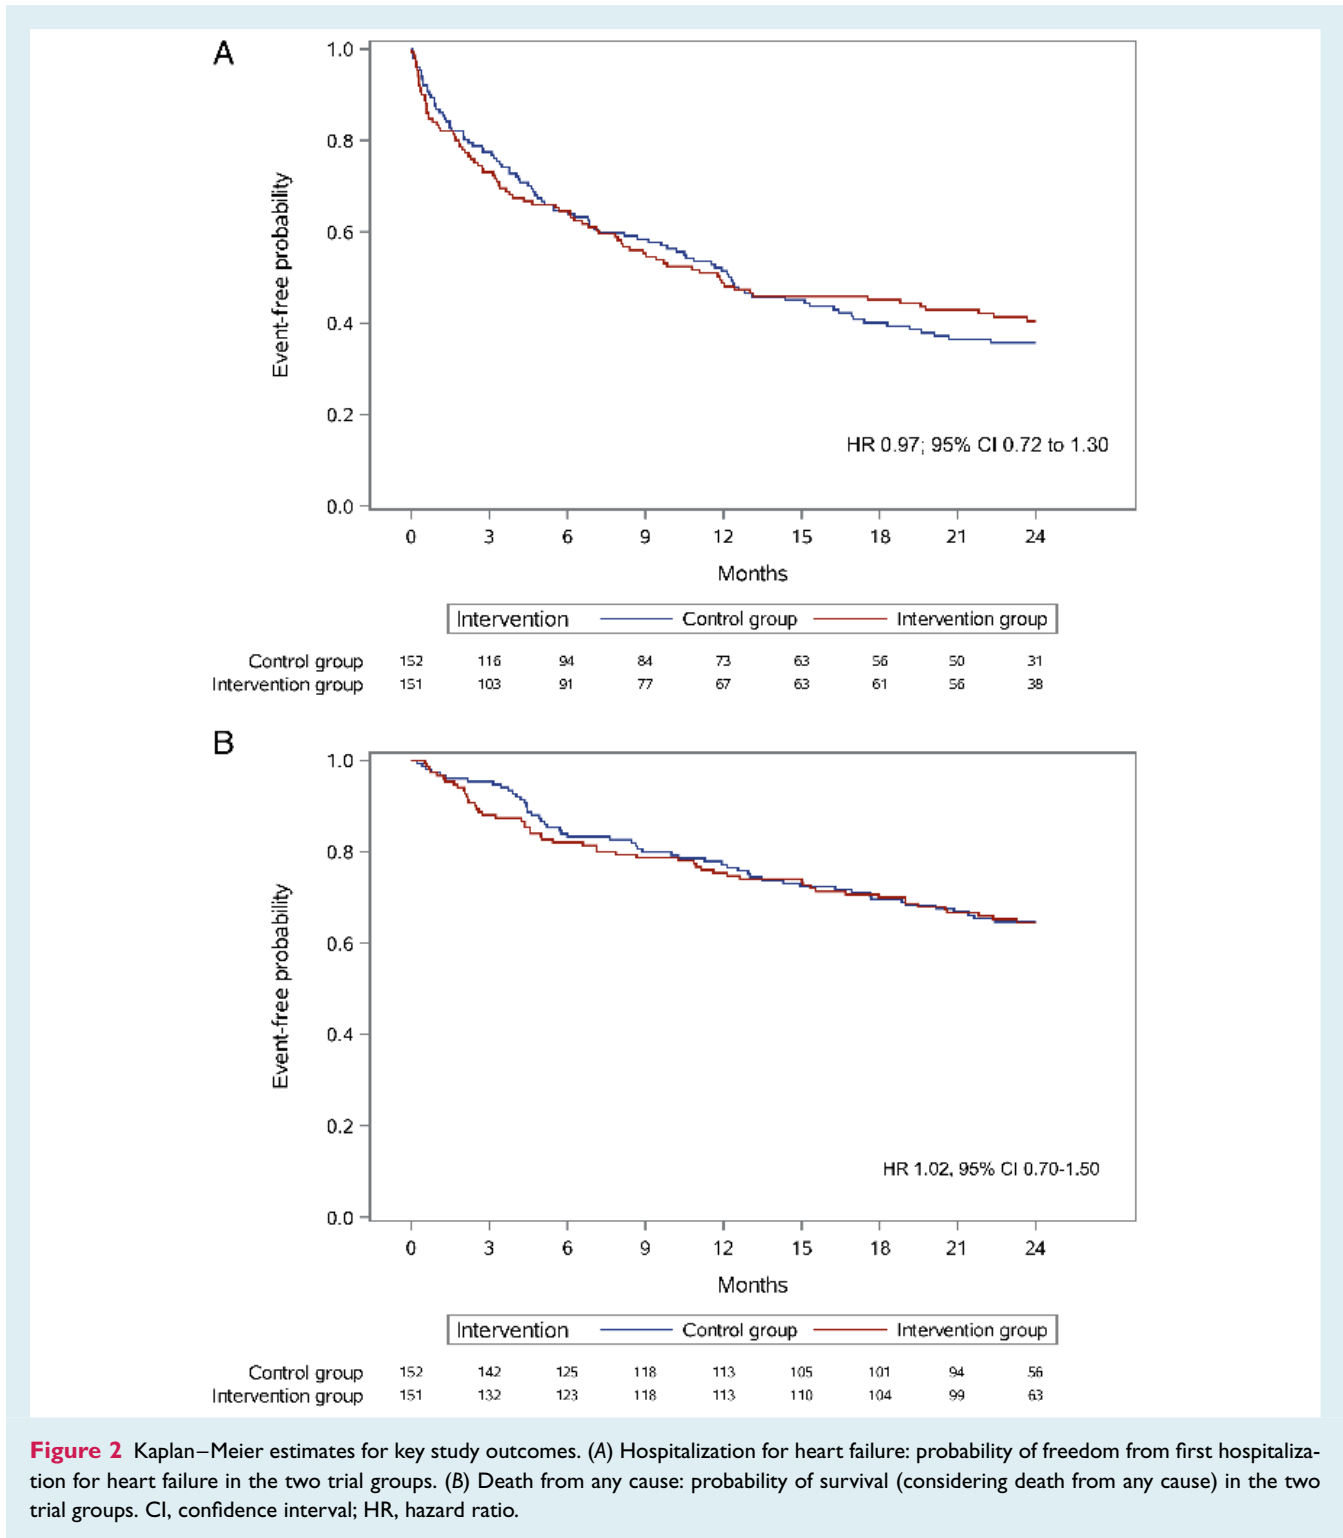 A
1.0
0.8
0.6
0.4
0.2
0.0
Event-free probability
HR 0.97; 95% CI 0.72 to 1.30
0 3 6 9 12 15 18 21 24
Months
Intervention Control group Intervention group
Control group 152 116 94 84 73 63 56 50 31
Intervention group 151 103 91 77 67 63 61 56 38
B
1.0
0.8
0.6
0.4
0.2
0.0
Event-free probability
HR 1.02, 95% CI 0.70-1.50
0 3 6 9 12 15 18 21 24
Months
Intervention Control group Intervention group
Control group 152 142 125 118 113 105 101 94 56
Intervention group 151 132 123 118 113 110 104 99 63
Figure 2 Kaplan–Meier estimates for key study outcomes. (A) Hospitalization for heart failure: probability of freedom from first hospitaliza-
tion for heart failure in the two trial groups. (B) Death from any cause: probability of survival (considering death from any cause) in the two
trial groups. CI, confidence interval; HR, hazard ratio.